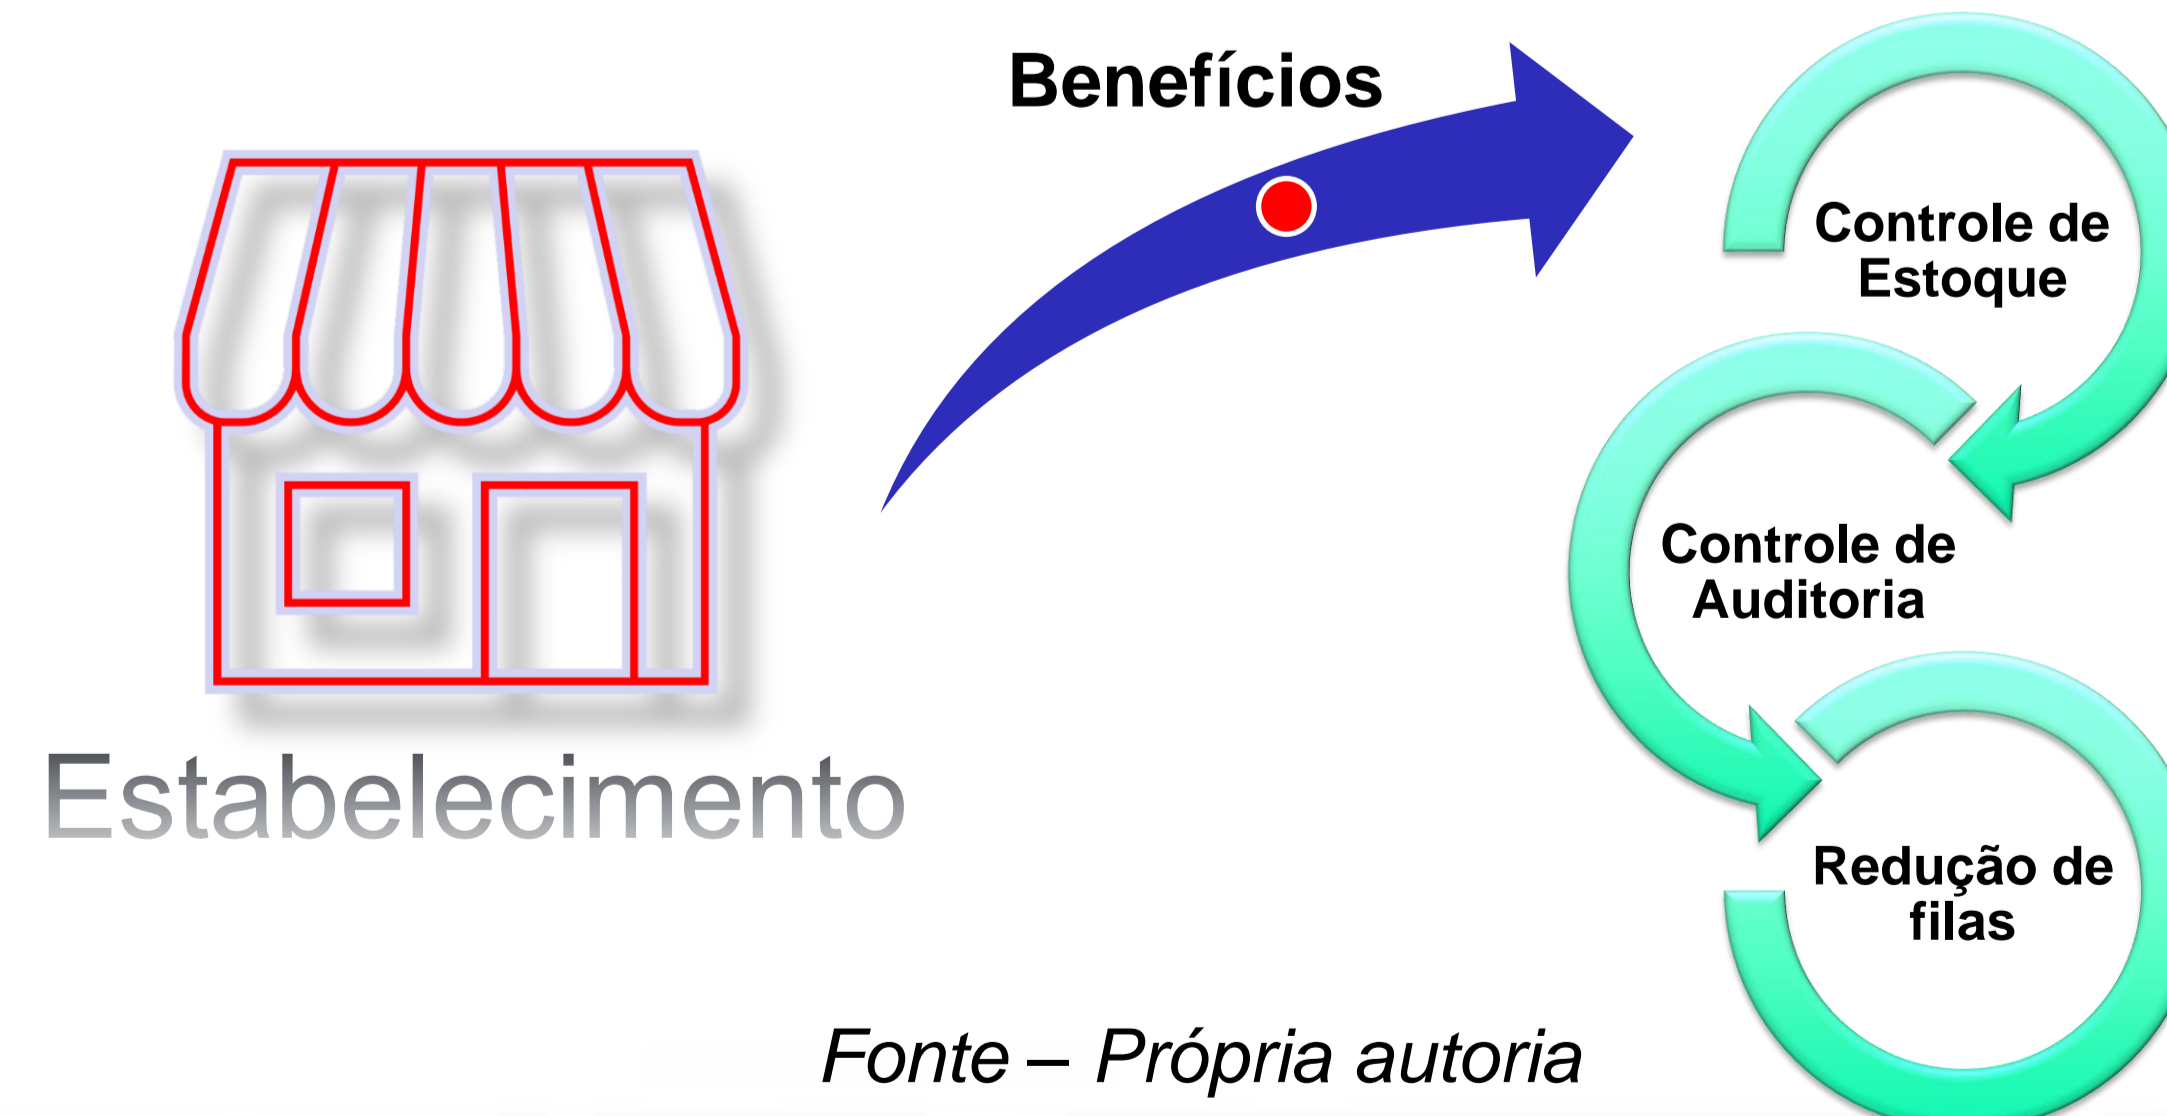 Benefícios
Controle de
Estoque
Controle de
Auditoria
Estabelecimento
Redução de
filas
Fonte – Própria autoria